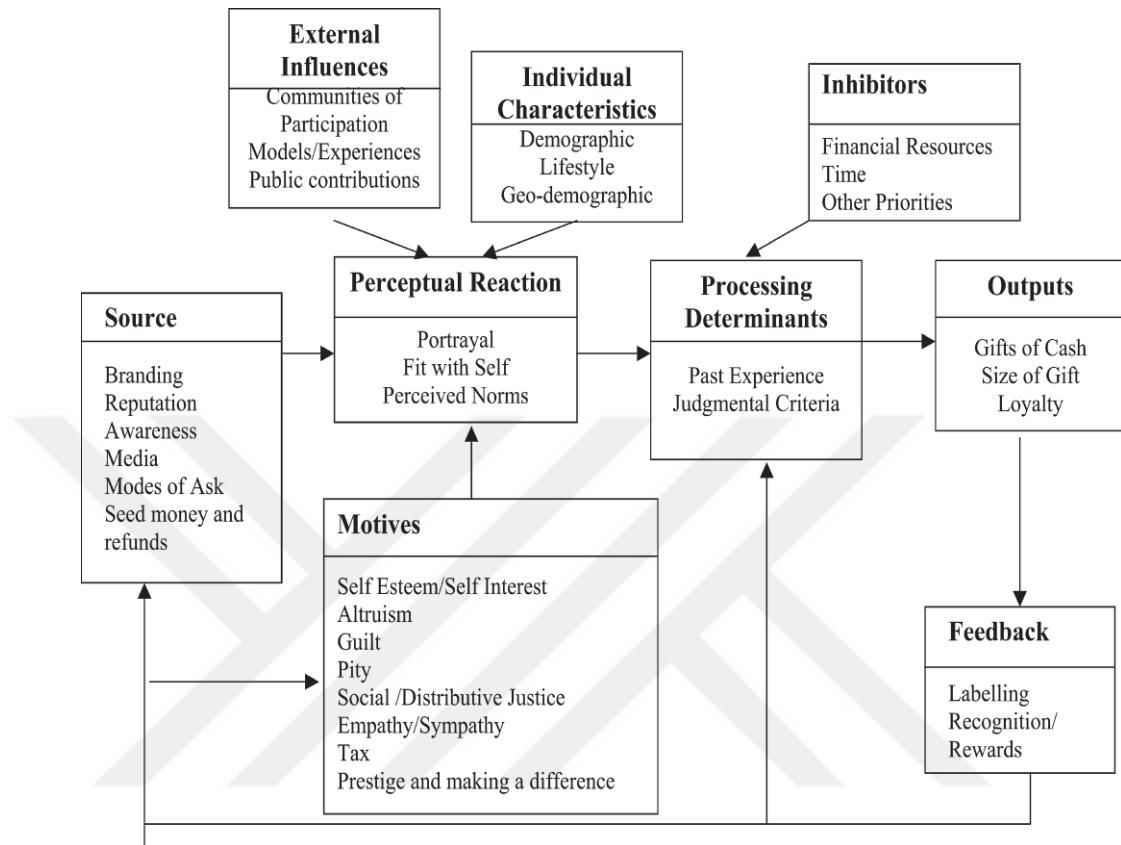 External
Influences
Communities of
Participation
Models/Experiences
Public contributions
Individual
Characteristics
Demographic
Lifestyle
Geo-demographic
Inhibitors
Financial Resources
Time
Other Priorities
Source
Branding
Reputation
Awareness
Media
Modes of Ask
Seed money and
refunds
Perceptual Reaction
Portrayal
Fit with Self
Perceived Norms
Processing
Determinants
Past Experience
Judgmental Criteria
Outputs
Gifts of Cash
Size of Gift
Loyalty
Motives
Self Esteem/Self Interest
Altruism
Guilt
Pity
Social /Distributive Justice
Empathy/Sympathy
Tax
Prestige and making a difference
Feedback
Labelling
Recognition/
Rewards